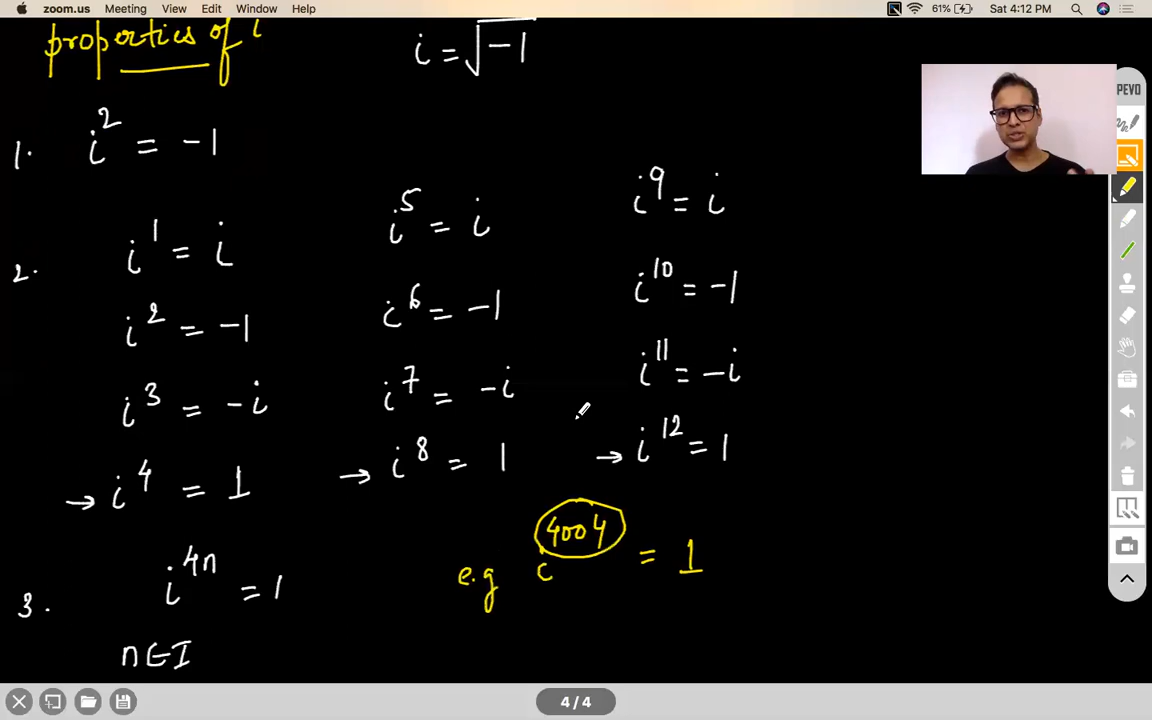 zoom.us Meeting View Window Help 61% Sat 4:12 PM
properties of i
i = √-1
IPEVO
1. i² = -1
2. i¹ = i
i² = -1
i³ = -i
→ i⁴ = 1
i⁵ = i
i⁶ = -1
i⁷ = -i
→ i⁸ = 1
i⁹ = i
i¹⁰ = -1
i¹¹ = -i
→ i¹² = 1
3. i⁴ⁿ = 1
n∈I
e.g i⁴⁰⁰⁴ = 1
4/4